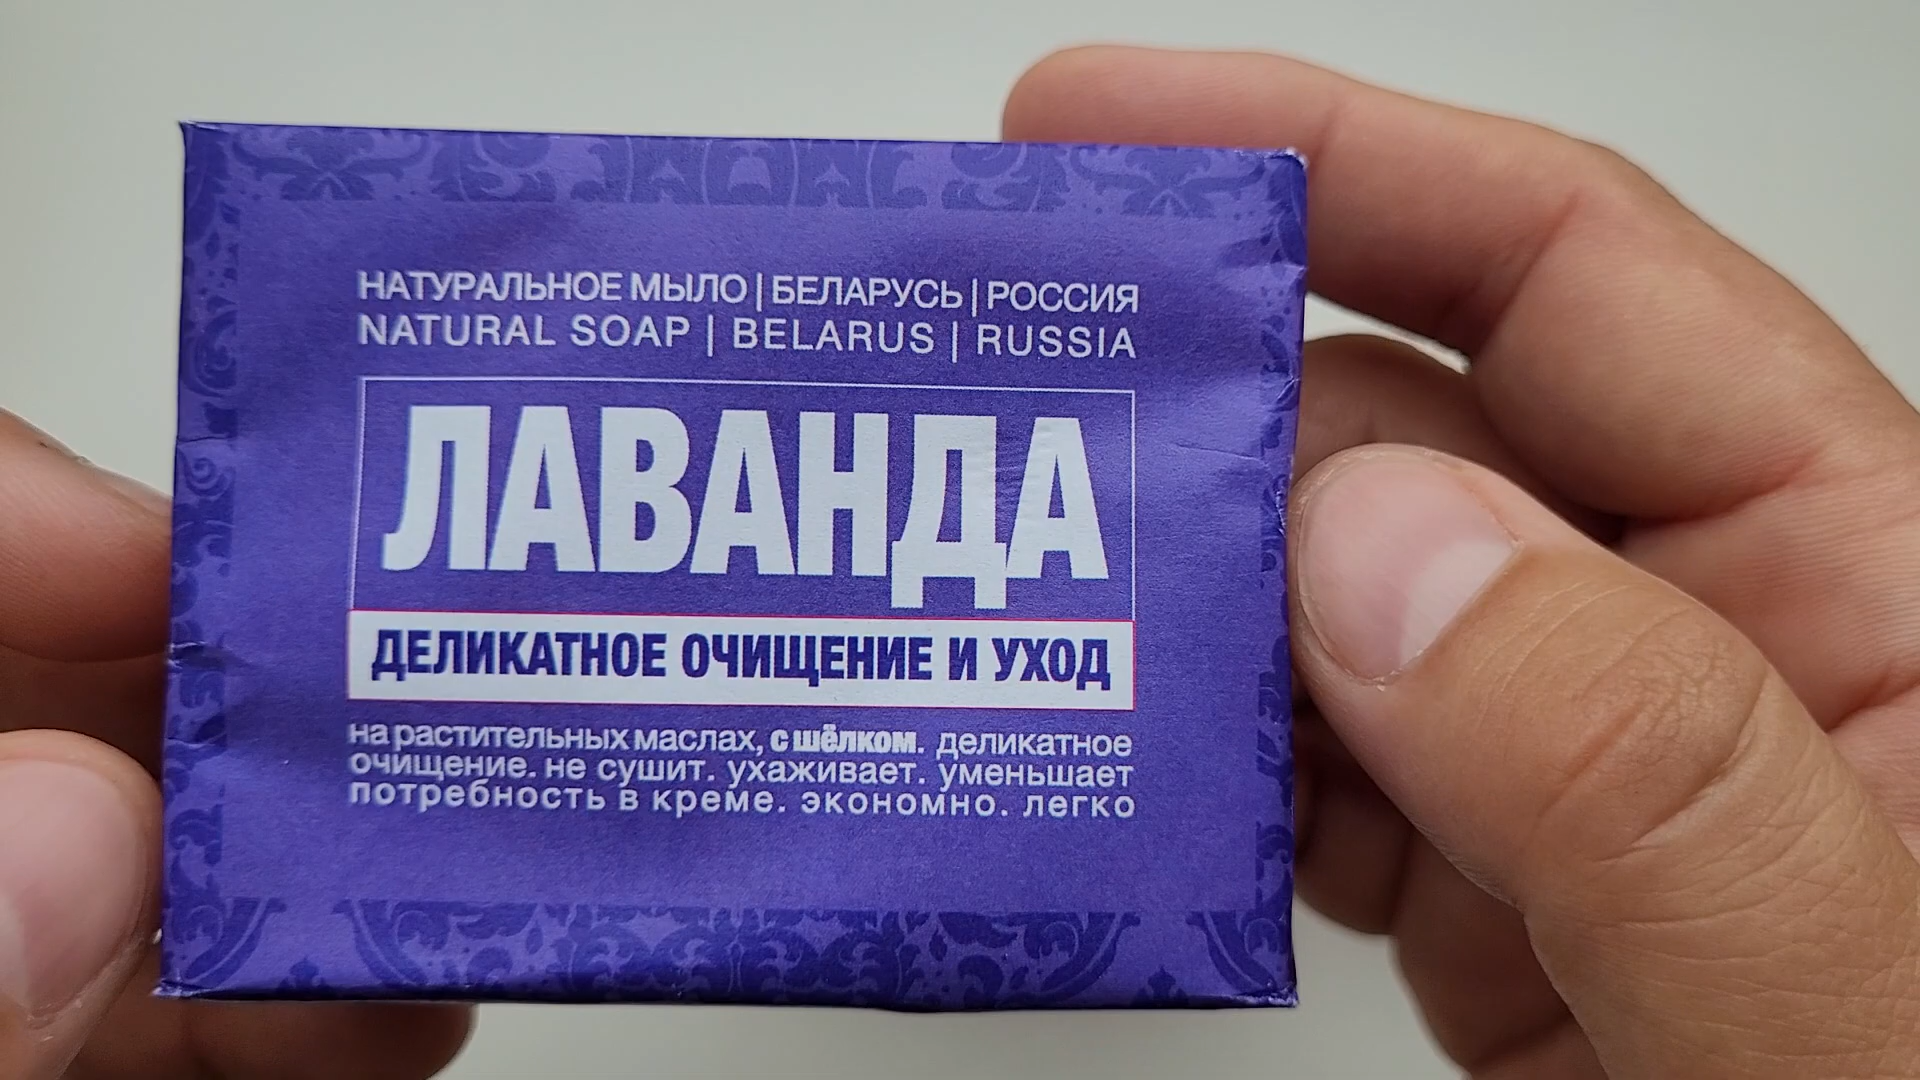 НАТУРАЛЬНОЕ МЫЛО | БЕЛАРУСЬ | РОССИЯ
NATURAL SOAP | BELARUS | RUSSIA
ЛАВАНДА
ДЕЛИКАТНОЕ ОЧИЩЕНИЕ И УХОД
на растительных маслах, с шёлком. деликатное
очищение. не сушит. ухаживает. уменьшает
потребность в креме. экономно. легко